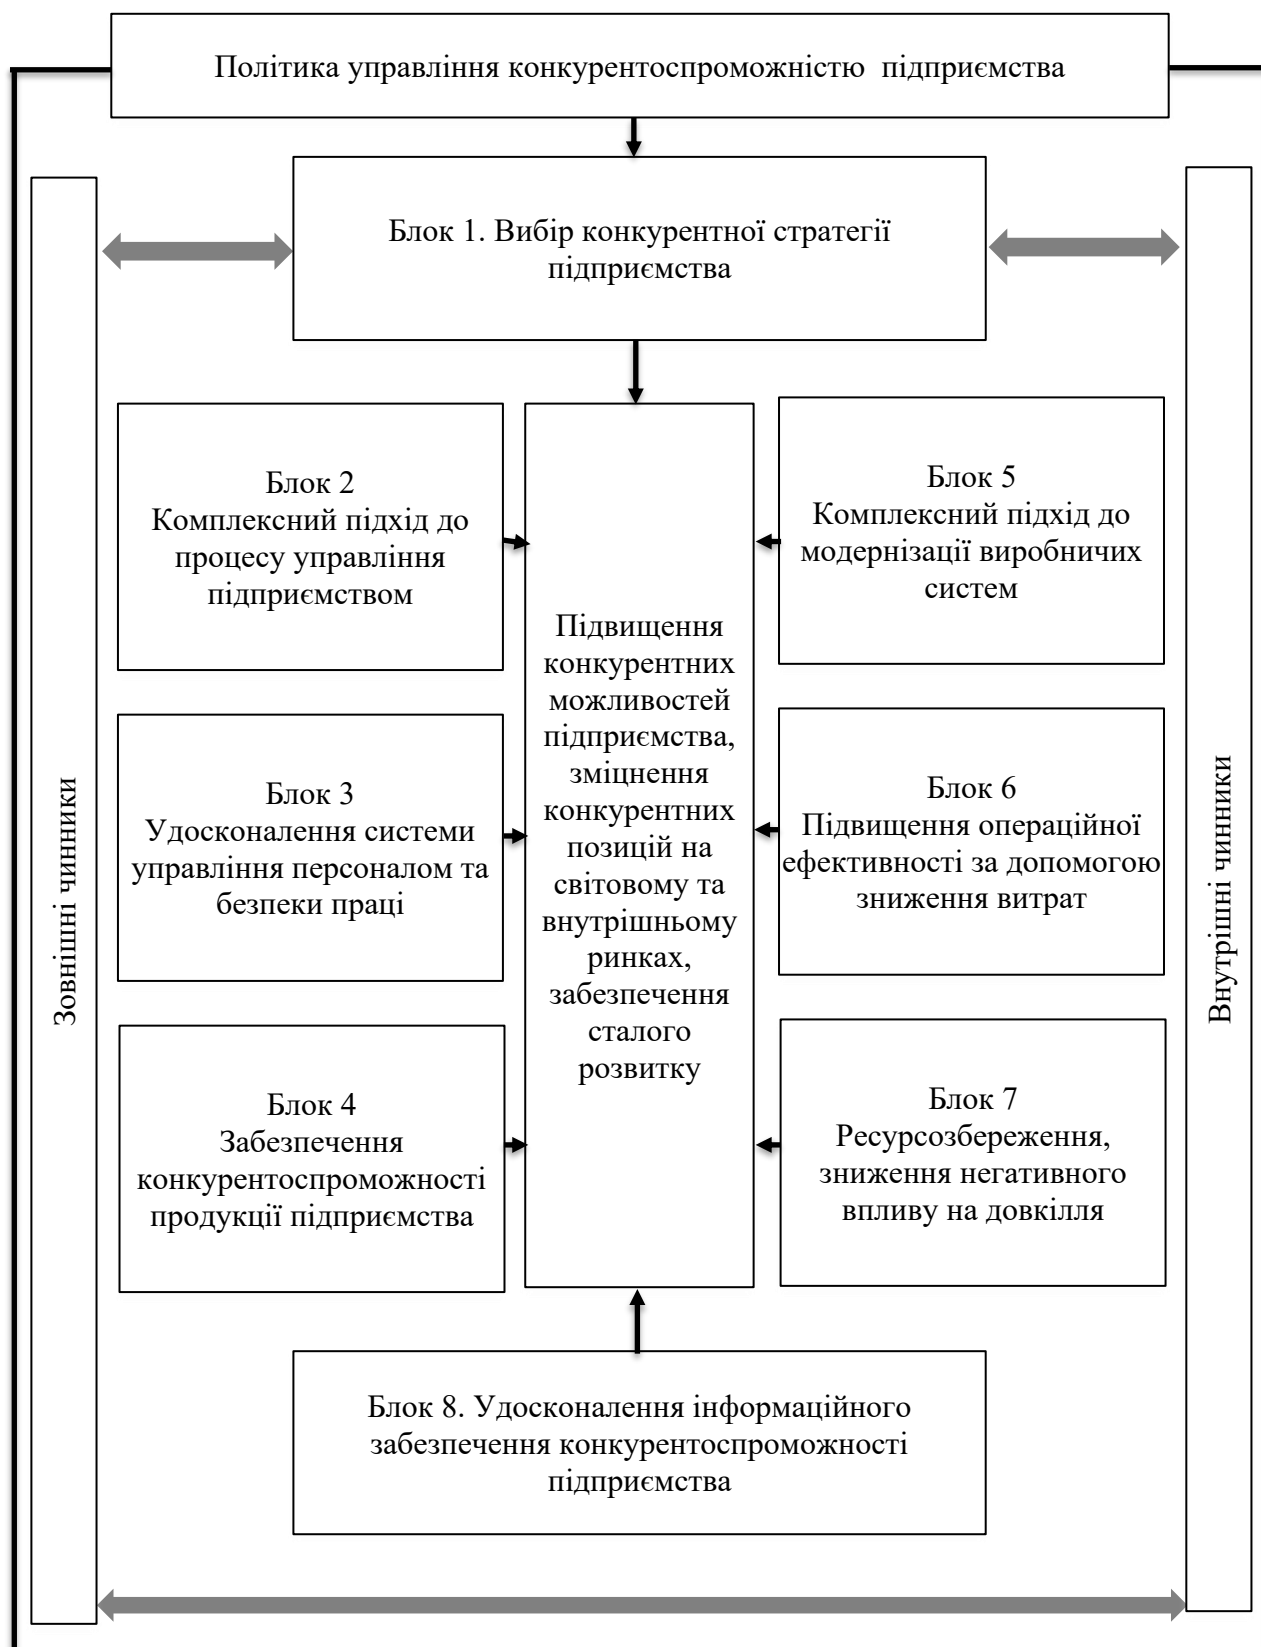 Політика управління конкурентоспроможністю підприємства
Блок 1. Вибір конкурентної стратегії
підприємства
Зовнішні чинники
Блок 2
Комплексний підхід до
процесу управління
підприємством
Блок 3
Удосконалення системи
управління персоналом та
безпеки праці
Блок 4
Забезпечення
конкурентоспроможності
продукції підприємства
Підвищення
конкурентних
можливостей
підприємства,
зміцнення
конкурентних
позицій на
світовому та
внутрішньому
ринках,
забезпечення
сталого
розвитку
Блок 5
Комплексний підхід до
модернізації виробничих
систем
Блок 6
Підвищення операційної
ефективності за допомогою
зниження витрат
Блок 7
Ресурсозбереження,
зниження негативного
впливу на довкілля
Внутрішні чинники
Блок 8. Удосконалення інформаційного
забезпечення конкурентоспроможності
підприємства